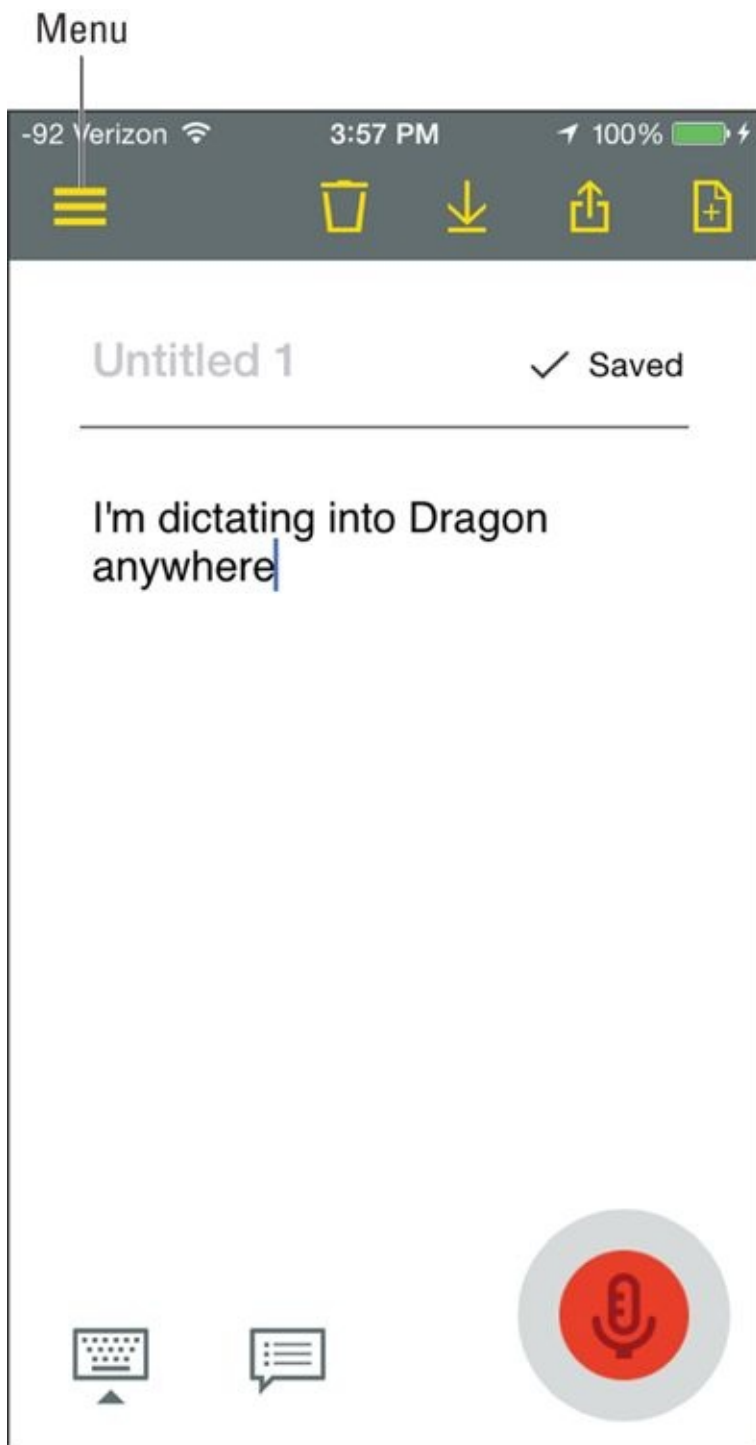 Menu
-92 Verizon 3:57 PM 100%
Untitled 1 Saved
I'm dictating into Dragon
anywhere